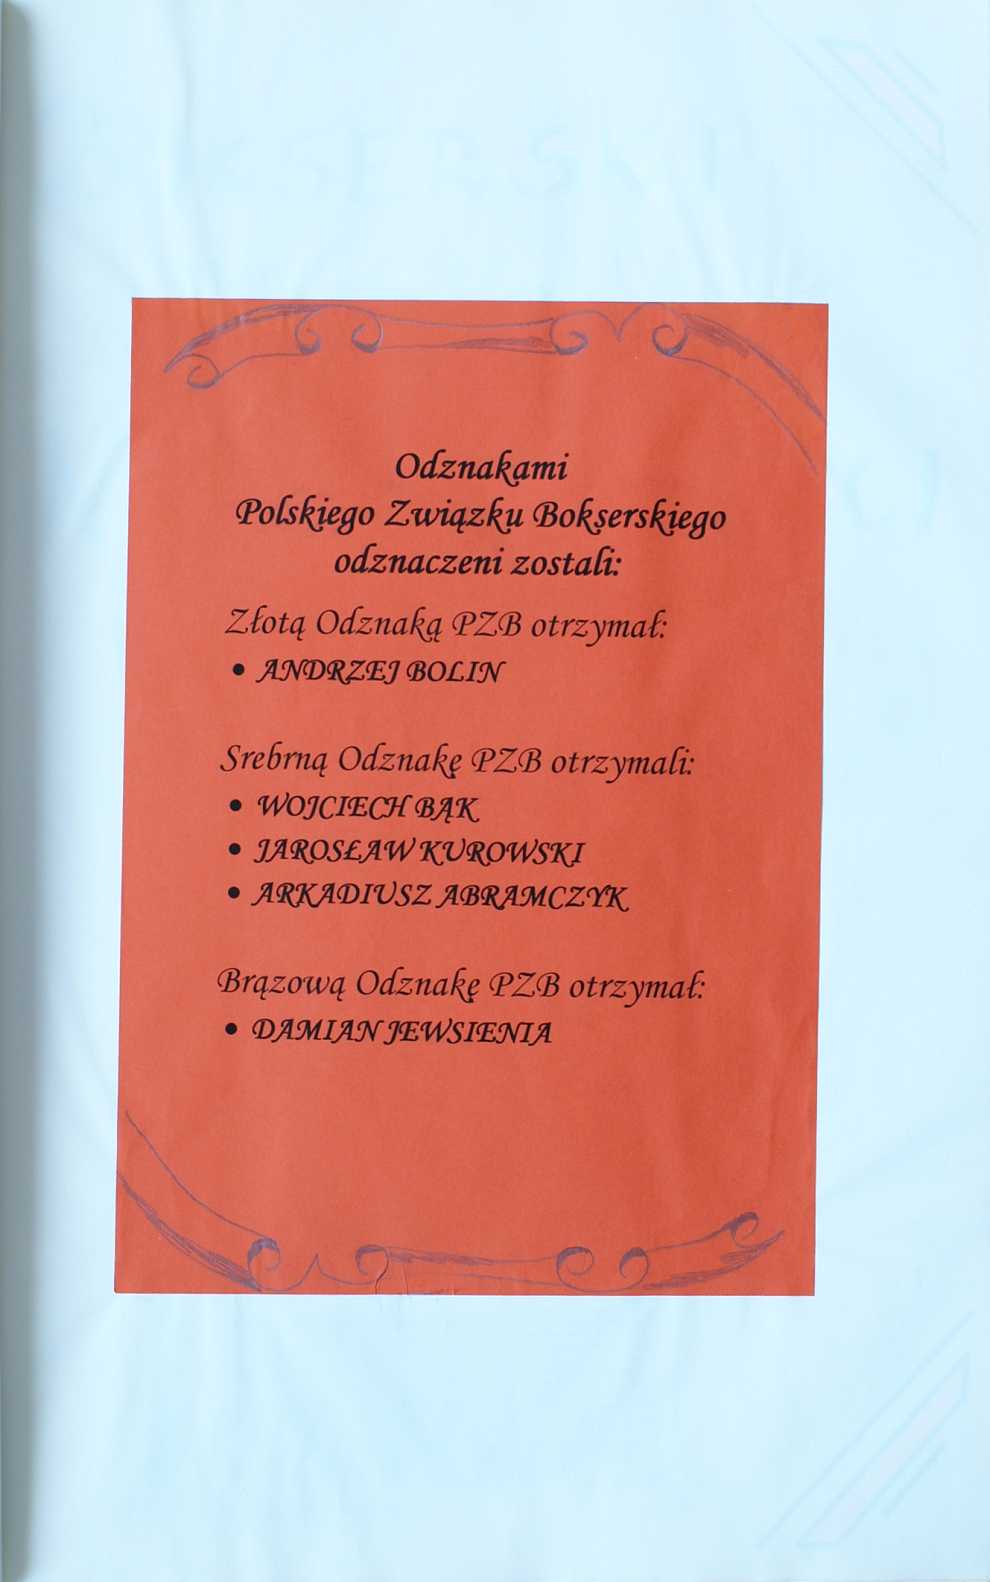 Odznakami
Polskiego Związku Bokserskiego
odznaczeni zostali:
Złotą Odznaką PZB otrzymał:
• ANDRZEJ BOLIN
Srebrną Odznakę PZB otrzymali:
• WOJCIECH BĄK
• JAROSŁAW KUROWSKI
• ARKADIUSZ ABRAMCZYK
Brązową Odznakę PZB otrzymał:
• DAMIAN JEWSIENIA